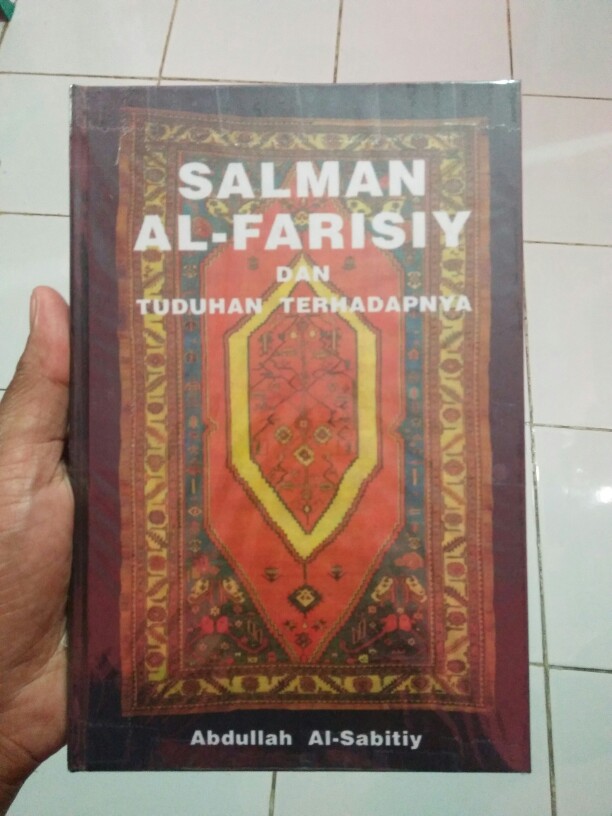 SALMAN
AL-FARISIY
DAN
TUDUHAN TERHADAPNYA
Abdullah Al-Sabitiy